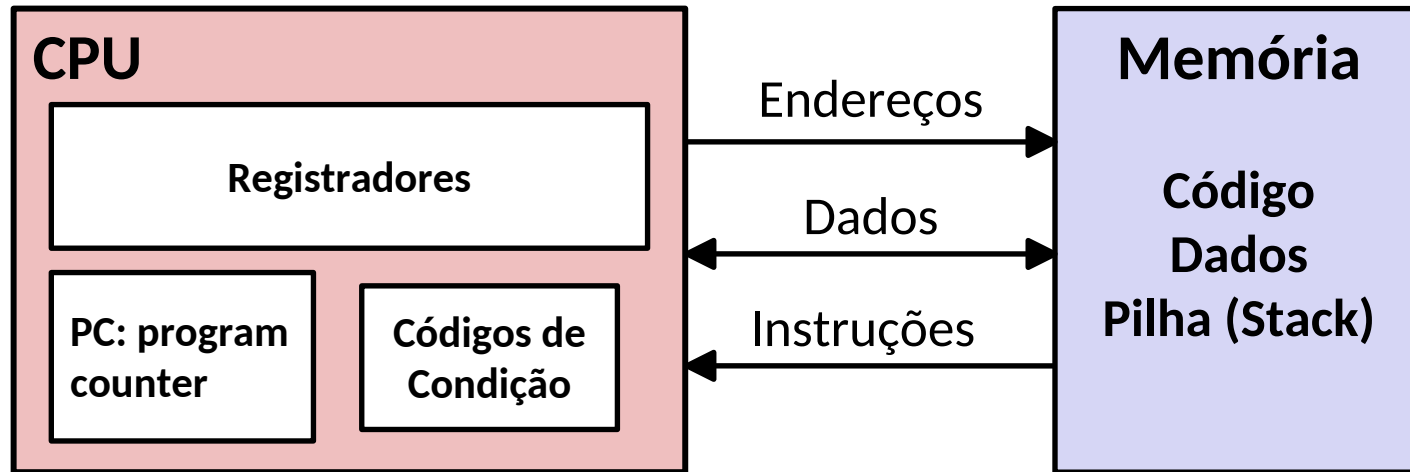 CPU
Registradores
PC: program
counter
Códigos de
Condição
Endereços
Dados
Instruções
Memória
Código
Dados
Pilha (Stack)